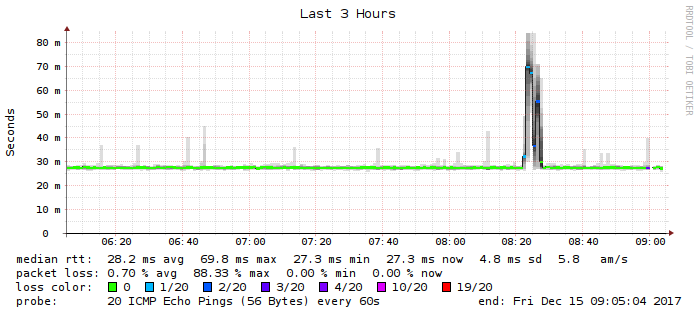 Last 3 Hours
RRDTOOL / TOBI OETIKER
Seconds
80 m
70 m
60 m
50 m
40 m
30 m
20 m
10 m
0
06:20 06:40 07:00 07:20 07:40 08:00 08:20 08:40 09:00
median rtt: 28.2 ms avg 69.8 ms max 27.3 ms min 27.3 ms now 4.8 ms sd 5.8 am/s
packet loss: 0.70 % avg 88.33 % max 0.00 % min 0.00 % now
loss color: 0 1/20 2/20 3/20 4/20 10/20 19/20
probe: 20 ICMP Echo Pings (56 Bytes) every 60s end: Fri Dec 15 09:05:04 2017